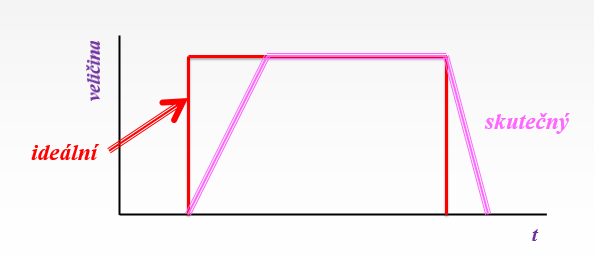 veličina
ideální
skutečný
t